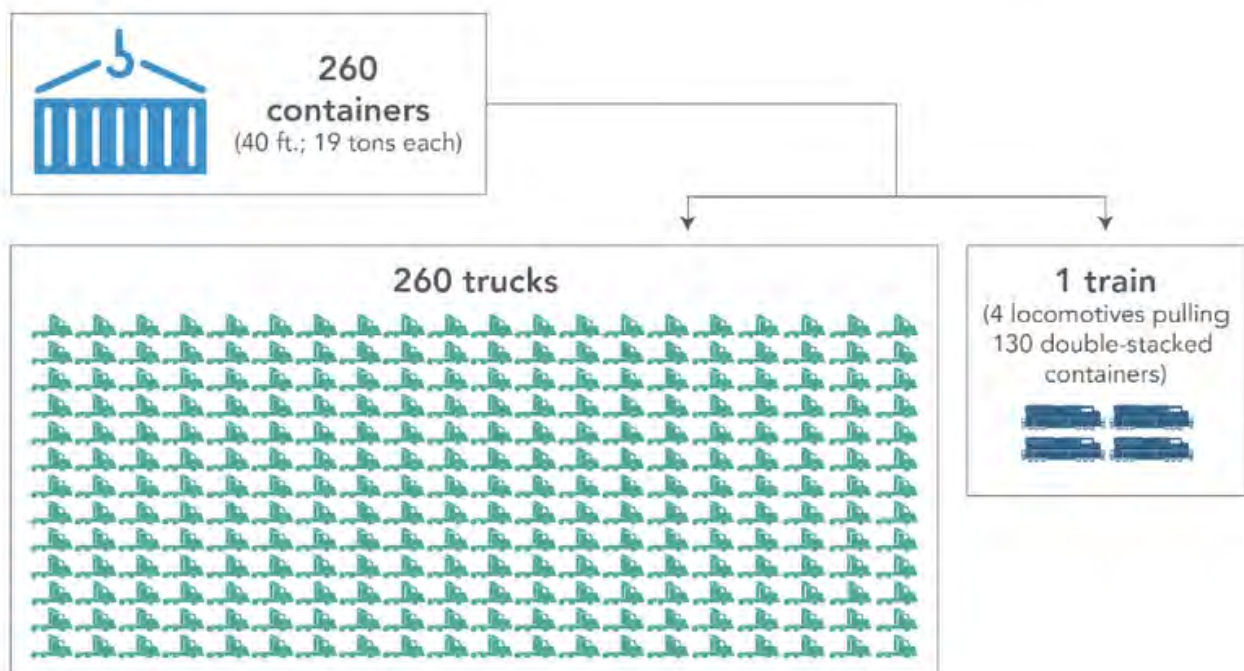 260
containers
(40 ft.; 19 tons each)
260 trucks
1 train
(4 locomotives pulling
130 double-stacked
containers)